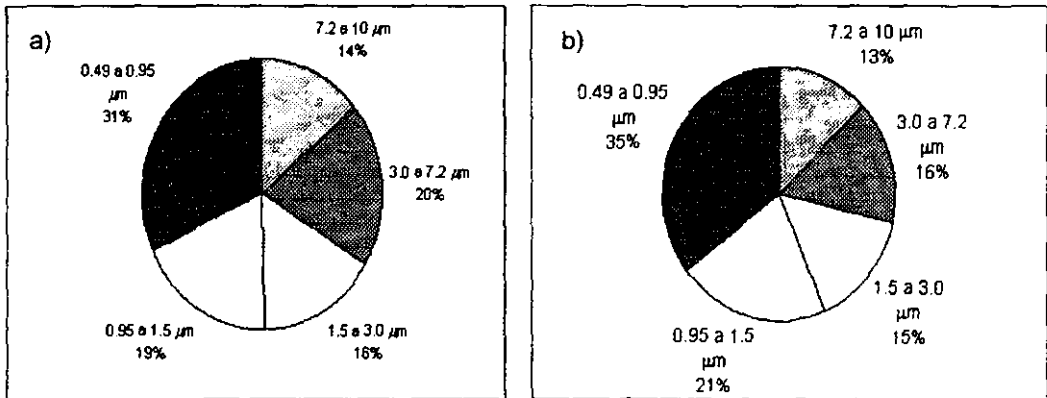 a)
7.2 a 10 µm
14%
0.49 a 0.95
µm
31%
3.0 a 7.2 µm
20%
0.95 a 1.5 µm
19%
1.5 a 3.0 µm
16%
b)
7.2 a 10 µm
13%
0.49 a 0.95
µm
35%
3.0 a 7.2
µm
16%
1.5 a 3.0
µm
15%
0.95 a 1.5
µm
21%